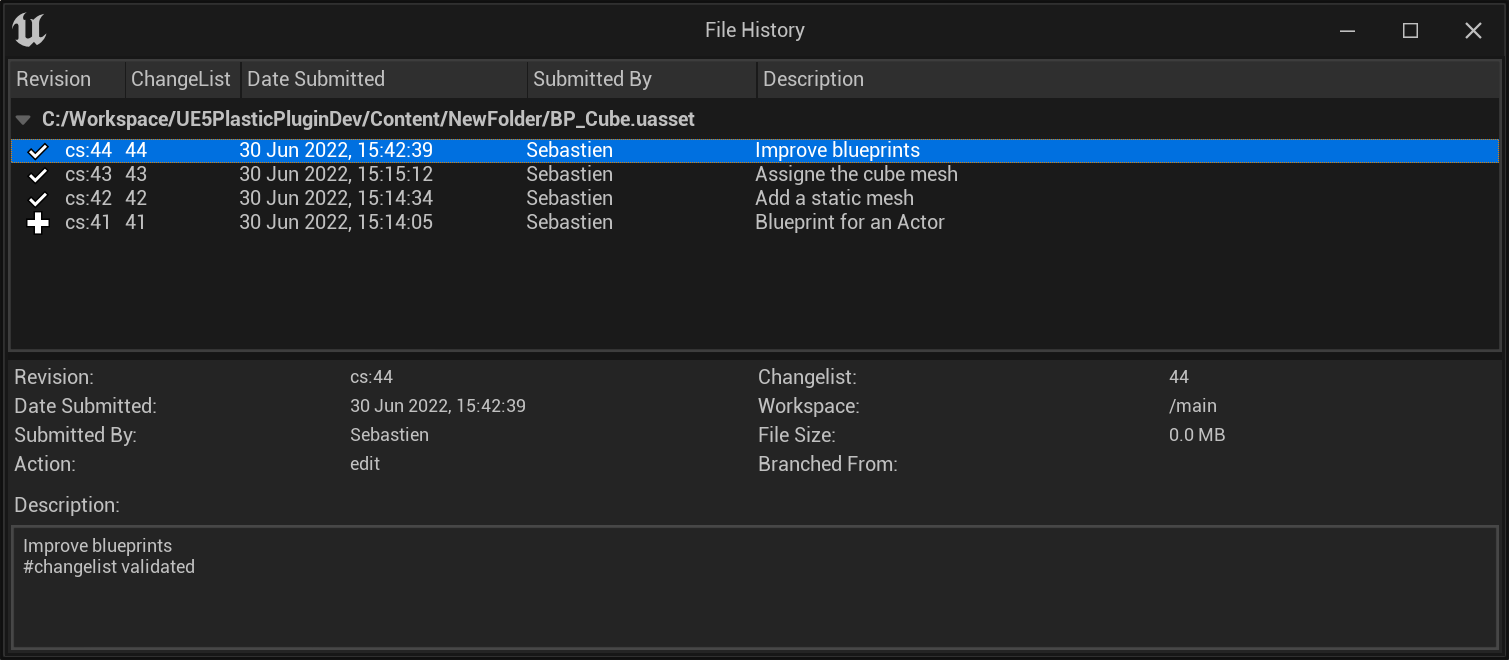 File History
Revision ChangeList Date Submitted Submitted By Description
C:/Workspace/UE5PlasticPluginDev/Content/NewFolder/BP_Cube.uasset
cs:44 44 30 Jun 2022, 15:42:39 Sebastien Improve blueprints
cs:43 43 30 Jun 2022, 15:15:12 Sebastien Assigne the cube mesh
cs:42 42 30 Jun 2022, 15:14:34 Sebastien Add a static mesh
cs:41 41 30 Jun 2022, 15:14:05 Sebastien Blueprint for an Actor
Revision: cs:44 Changelist: 44
Date Submitted: 30 Jun 2022, 15:42:39 Workspace: /main
Submitted By: Sebastien File Size: 0.0 MB
Action: edit Branched From:
Description:
Improve blueprints
#changelist validated